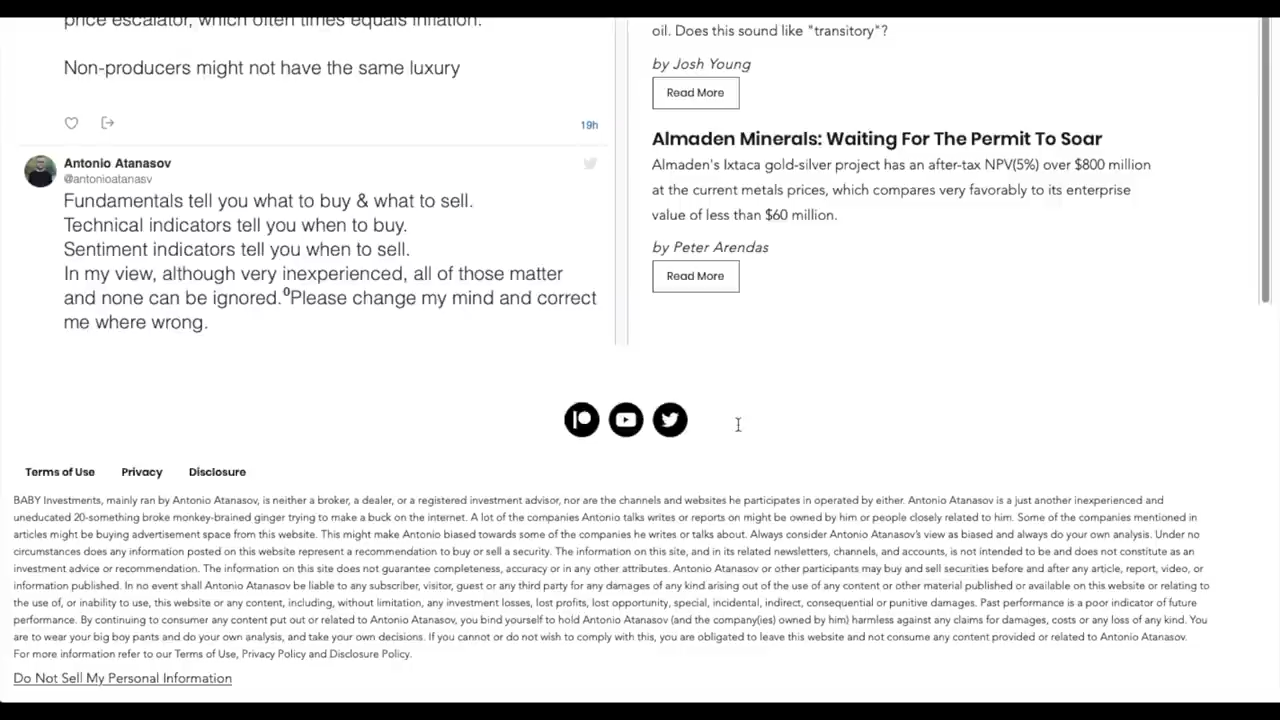 price escalator, which often times equals inflation.
Non-producers might not have the same luxury
19h
Antonio Atanasov
@antonioatanasv
Fundamentals tell you what to buy & what to sell.
Technical indicators tell you when to buy.
Sentiment indicators tell you when to sell.
In my view, although very inexperienced, all of those matter
and none can be ignored.⁰Please change my mind and correct
me where wrong.
oil. Does this sound like "transitory"?
by Josh Young
Read More
Almaden Minerals: Waiting For The Permit To Soar
Almaden's Ixtaca gold-silver project has an after-tax NPV(5%) over $800 million
at the current metals prices, which compares very favorably to its enterprise
value of less than $60 million.
by Peter Arendas
Read More
Terms of Use Privacy Disclosure
BABY Investments, mainly ran by Antonio Atanasov, is neither a broker, a dealer, or a registered investment advisor, nor are the channels and websites he participates in operated by either. Antonio Atanasov is a just another inexperienced and
uneducated 20-something broke monkey-brained ginger trying to make a buck on the internet. A lot of the companies Antonio talks writes or reports on might be owned by him or people closely related to him. Some of the companies mentioned in
articles might be buying advertisement space from this website. This might make Antonio biased towards some of the companies he writes or talks about. Always consider Antonio Atanasov's view as biased and always do your own analysis. Under no
circumstances does any information posted on this website represent a recommendation to buy or sell a security. The information on this site, and in its related newsletters, channels, and accounts, is not intended to be and does not constitute as an
investment advice or recommendation. The information on this site does not guarantee completeness, accuracy or in any other attributes. Antonio Atanasov or other participants may buy and sell securities before and after any article, report, video, or
information published. In no event shall Antonio Atanasov be liable to any subscriber, visitor, guest or any third party for any damages of any kind arising out of the use of any content or other material published or available on this website or relating to
the use of, or inability to use, this website or any content, including, without limitation, any investment losses, lost profits, lost opportunity, special, incidental, indirect, consequential or punitive damages. Past performance is a poor indicator of future
performance. By continuing to consumer any content put out or related to Antonio Atanasov, you bind yourself to hold Antonio Atanasov (and the company(ies) owned by him) harmless against any claims for damages, costs or any loss of any kind. You
are to wear your big boy pants and do your own analysis, and take your own decisions. If you cannot or do not wish to comply with this, you are obligated to leave this website and not consume any content provided or related to Antonio Atanasov.
For more information refer to our Terms of Use, Privacy Policy and Disclosure Policy.
Do Not Sell My Personal Information